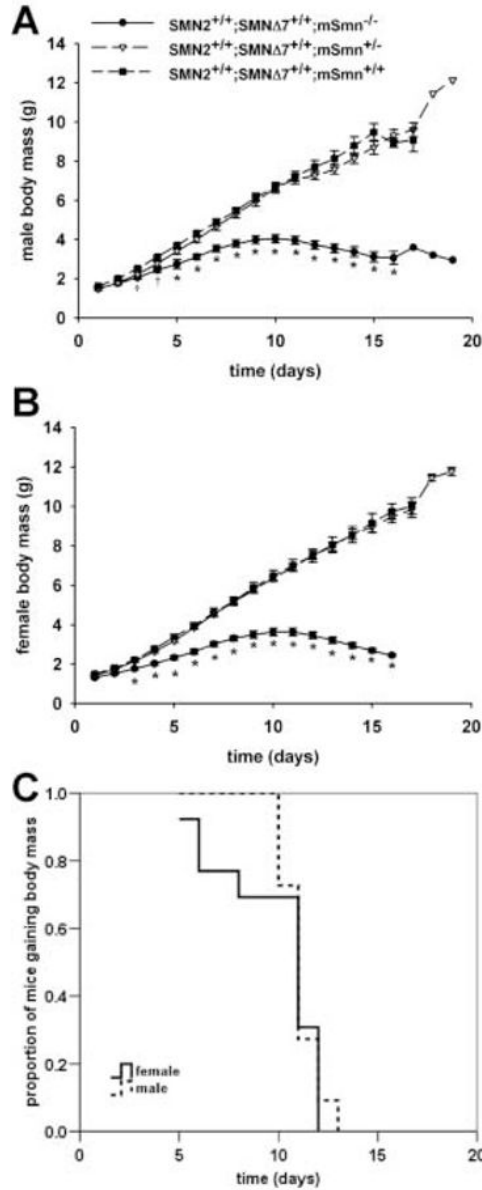 A
SMN2+/+;SMNΔ7+/+;mSmn-/-
SMN2+/+;SMNΔ7+/+;mSmn+/-
SMN2+/+;SMNΔ7+/+;mSmn+/+
14
12
10
8
6
4
2
0
male body mass (g)
† † * * * * * * * * * * * *
0 5 10 15 20
time (days)
B
14
12
10
8
6
4
2
0
female body mass (g)
* * * * * * * * * * * * * *
0 5 10 15 20
time (days)
C
1.0
0.8
0.6
0.4
0.2
0.0
proportion of mice gaining body mass
female
male
0 5 10 15 20
time (days)